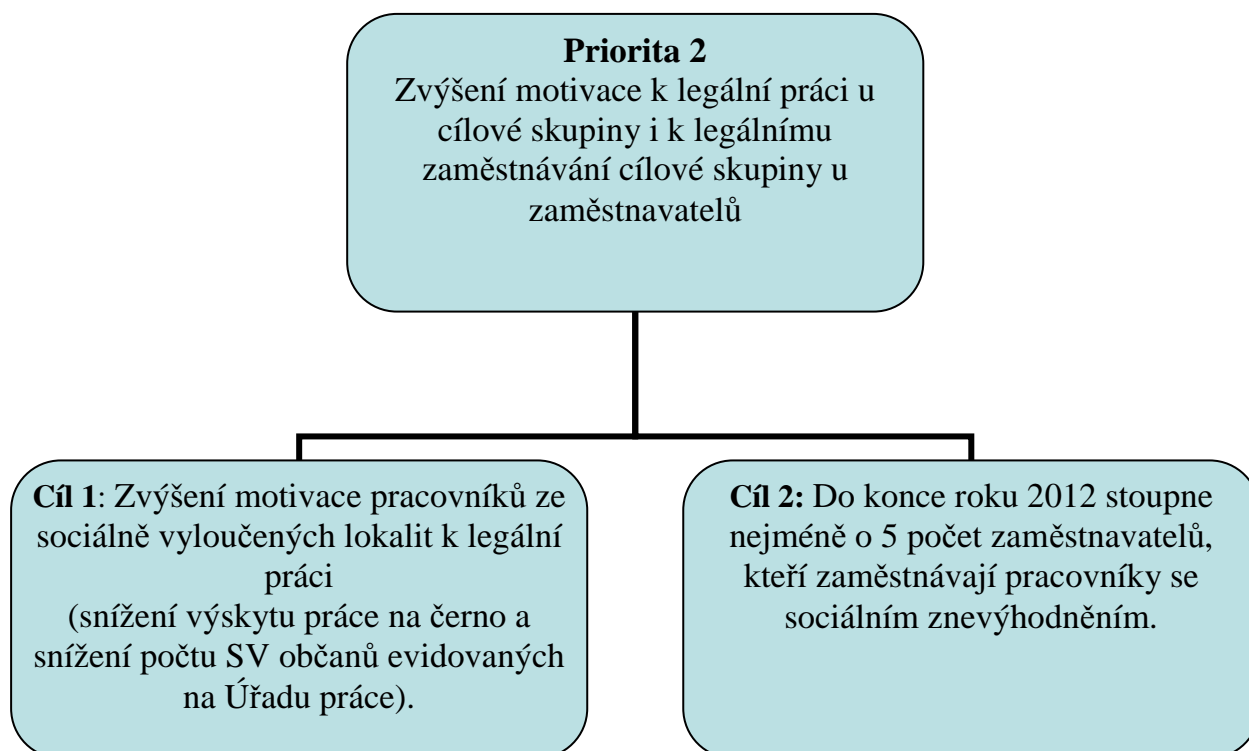 Priorita 2
Zvýšení motivace k legální práci u
cílové skupiny i k legálnímu
zaměstnávání cílové skupiny u
zaměstnavatelů
Cíl 1: Zvýšení motivace pracovníků ze
sociálně vyloučených lokalit k legální
práci
(snížení výskytu práce na černo a
snížení počtu SV občanů evidovaných
na Úřadu práce).
Cíl 2: Do konce roku 2012 stoupne
nejméně o 5 počet zaměstnavatelů,
kteří zaměstnávají pracovníky se
sociálním znevýhodněním.